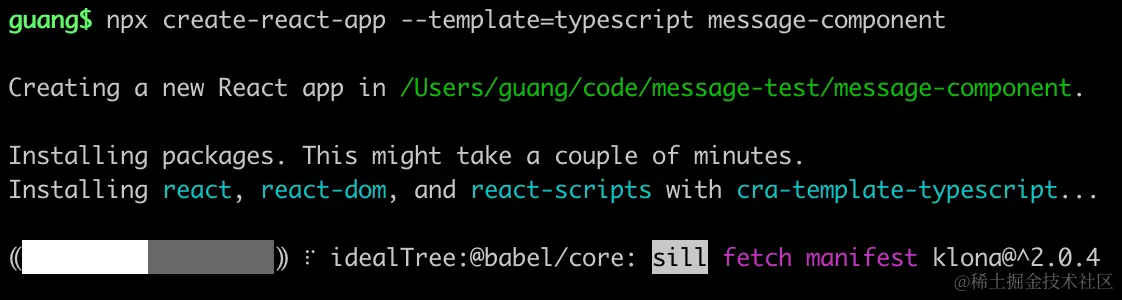 guang$ npx create-react-app --template=typescript message-component
Creating a new React app in /Users/guang/code/message-test/message-component.
Installing packages. This might take a couple of minutes.
Installing react, react-dom, and react-scripts with cra-template-typescript...
(██████████████████) ⠏ idealTree:@babel/core: sill fetch manifest klona@^2.0.4
@稀土掘金技术社区